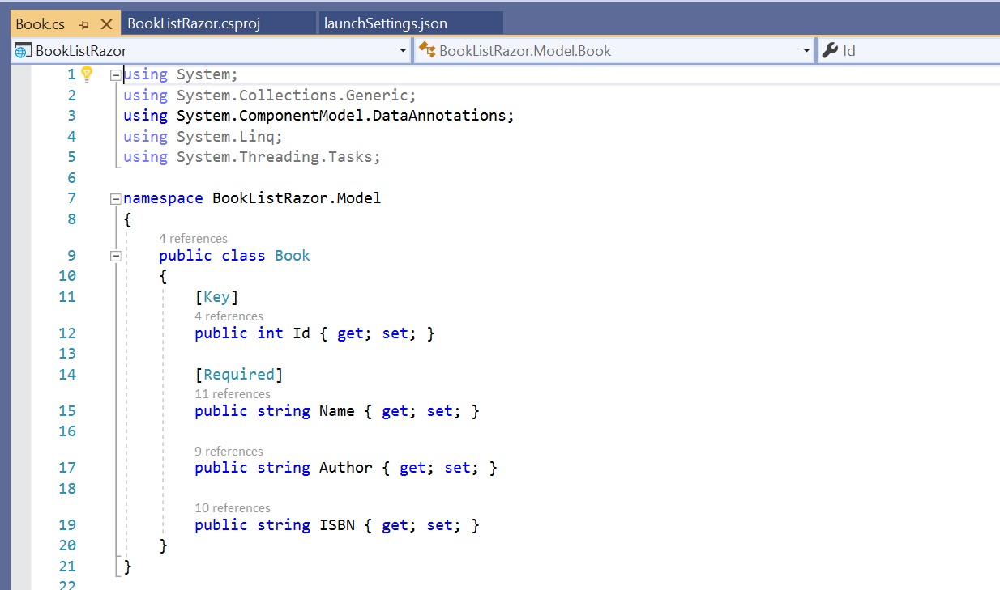 Book.cs BookListRazor.csproj launchSettings.json
BookListRazor BookListRazor.Model.Book Id
1 using System;
2 using System.Collections.Generic;
3 using System.ComponentModel.DataAnnotations;
4 using System.Linq;
5 using System.Threading.Tasks;
6
7 namespace BookListRazor.Model
8 {
4 references
9 public class Book
10 {
11 [Key]
4 references
12 public int Id { get; set; }
13
14 [Required]
11 references
15 public string Name { get; set; }
16
9 references
17 public string Author { get; set; }
18
10 references
19 public string ISBN { get; set; }
20 }
21 }
22